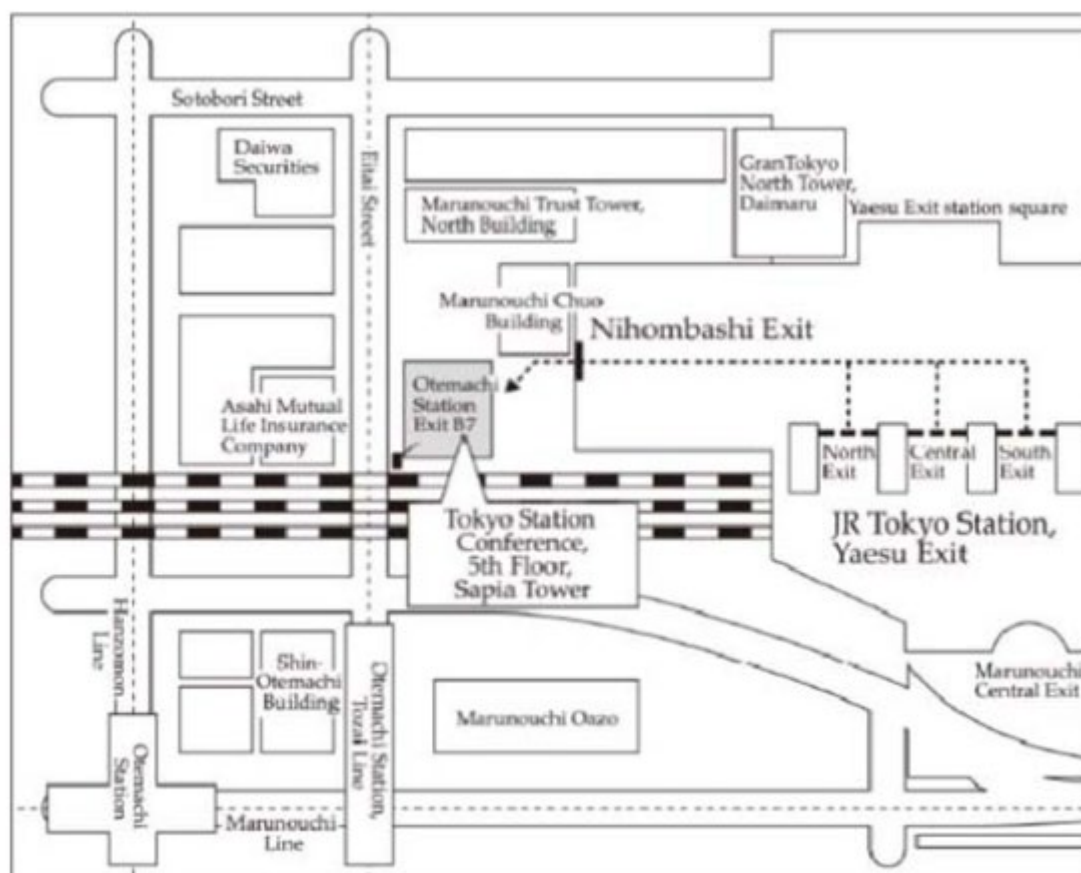 Sotobori Street
Daiwa
Securities
Eitai Street
Marunouchi Trust Tower,
North Building
GranTokyo
North Tower,
Daimaru
Yaesu Exit station square
Marunouchi Chuo
Building
Nihombashi Exit
Otemachi
Station
Exit B7
Asahi Mutual
Life Insurance
Company
North
Exit
Central
Exit
South
Exit
JR Tokyo Station,
Yaesu Exit
Tokyo Station
Conference,
5th Floor,
Sapia Tower
Hanzomon
Line
Shin-
Otemachi
Building
Otemachi Station,
Tozai Line
Marunouchi Oazo
Marunouchi
Central Exit
Otemachi
Station
Marunouchi
Line